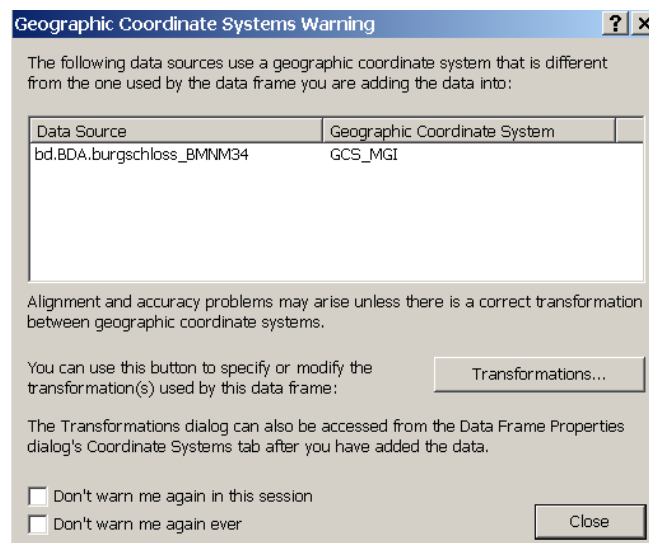 Geographic Coordinate Systems Warning
The following data sources use a geographic coordinate system that is different
from the one used by the data frame you are adding the data into:
Data Source Geographic Coordinate System
bd.BDA.burgschloss_BMNM34 GCS_MGI
Alignment and accuracy problems may arise unless there is a correct transformation
between geographic coordinate systems.
You can use this button to specify or modify the
transformation(s) used by this data frame:
Transformations...
The Transformations dialog can also be accessed from the Data Frame Properties
dialog's Coordinate Systems tab after you have added the data.
Don't warn me again in this session
Don't warn me again ever
Close